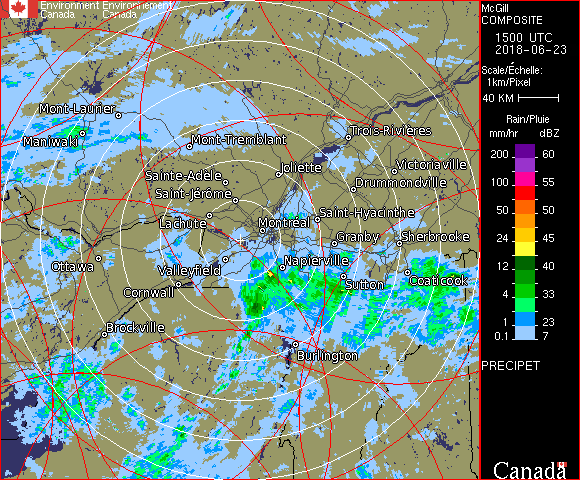 Environment Environnement
Canada Canada
McGill
COMPOSITE
1500 UTC
2018-06-23
Scale/Échelle:
1km/Pixel
40 KM
Rain/Pluie
mm/hr dBZ
200 60
100 55
50 50
24 45
12 40
4 33
1 23
0.1 7
PRECIPET
Canada
Mont-Laurier
Maniwaki
Mont-Tremblant
Trois-Rivières
Joliette
Victoriaville
Sainte-Adèle
Drummondville
Saint-Jérôme
Lachute
Saint-Hyacinthe
Montréal
Granby
Sherbrooke
Ottawa
Valleyfield
Napierville
Cornwall
Sutton
Coaticook
Brockville
Burlington